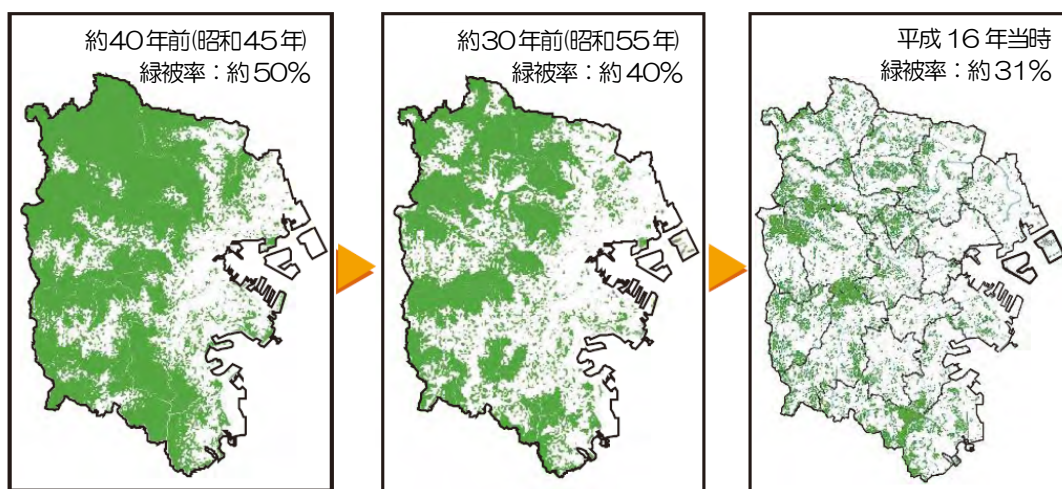 約40年前(昭和45年)
緑被率：約50%
約30年前(昭和55年)
緑被率：約40%
平成16年当時
緑被率：約31%